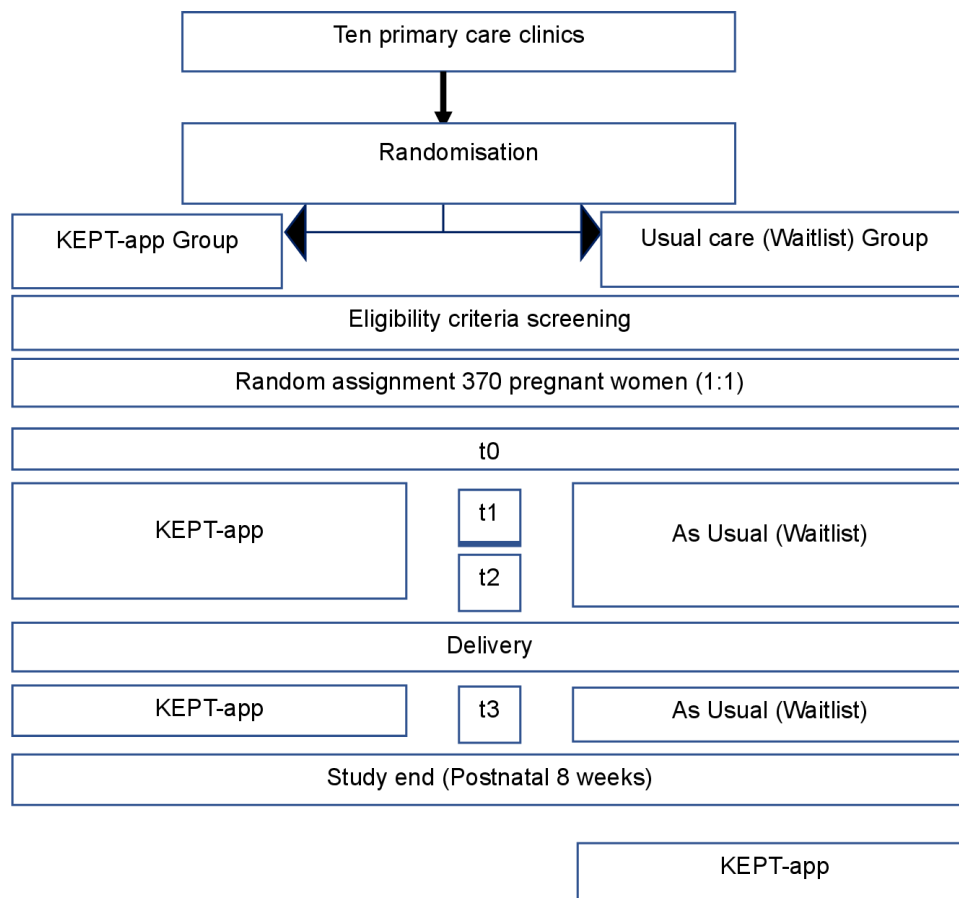 Ten primary care clinics
Randomisation
KEPT-app Group
Usual care (Waitlist) Group
Eligibility criteria screening
Random assignment 370 pregnant women (1:1)
t0
KEPT-app
t1
As Usual (Waitlist)
t2
Delivery
KEPT-app
t3
As Usual (Waitlist)
Study end (Postnatal 8 weeks)
KEPT-app